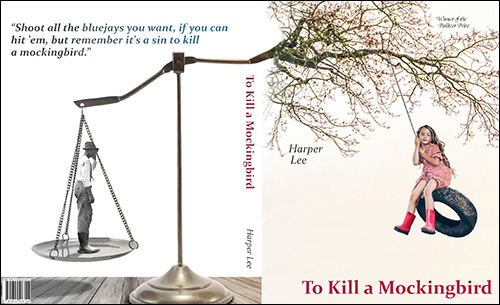 "Shoot all the bluejays you want, if you can
hit 'em, but remember it's a sin to kill
a mockingbird."
To Kill a Mockingbird
Harper Lee
Winner of the
Pulitzer Prize
Harper
Lee
To Kill a Mockingbird